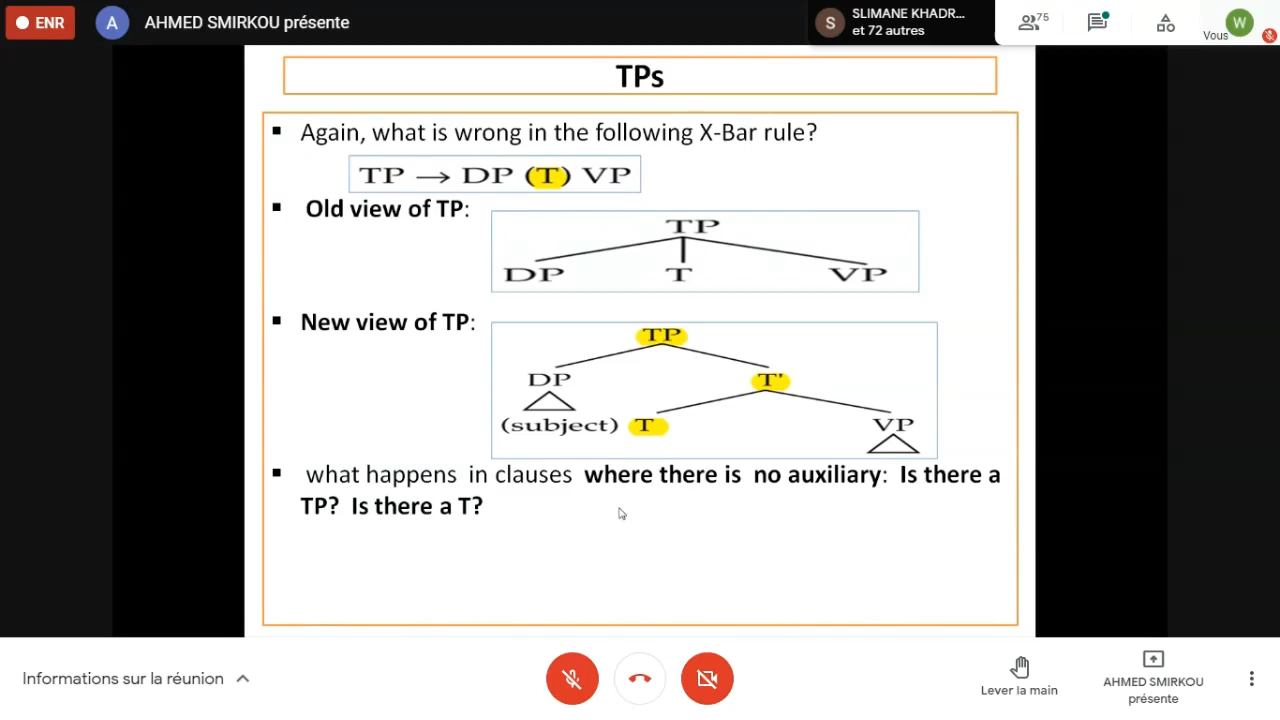 ENR
A
AHMED SMIRKOU présente
S
SLIMANE KHADR...
et 72 autres
75
Vous
W
TPs
▪ Again, what is wrong in the following X-Bar rule?
TP → DP (T) VP
▪ Old view of TP:
TP
DP T VP
▪ New view of TP:
TP
DP T'
(subject) T VP
▪ what happens in clauses where there is no auxiliary: Is there a
TP? Is there a T?
Informations sur la réunion
Lever la main
AHMED SMIRKOU
présente